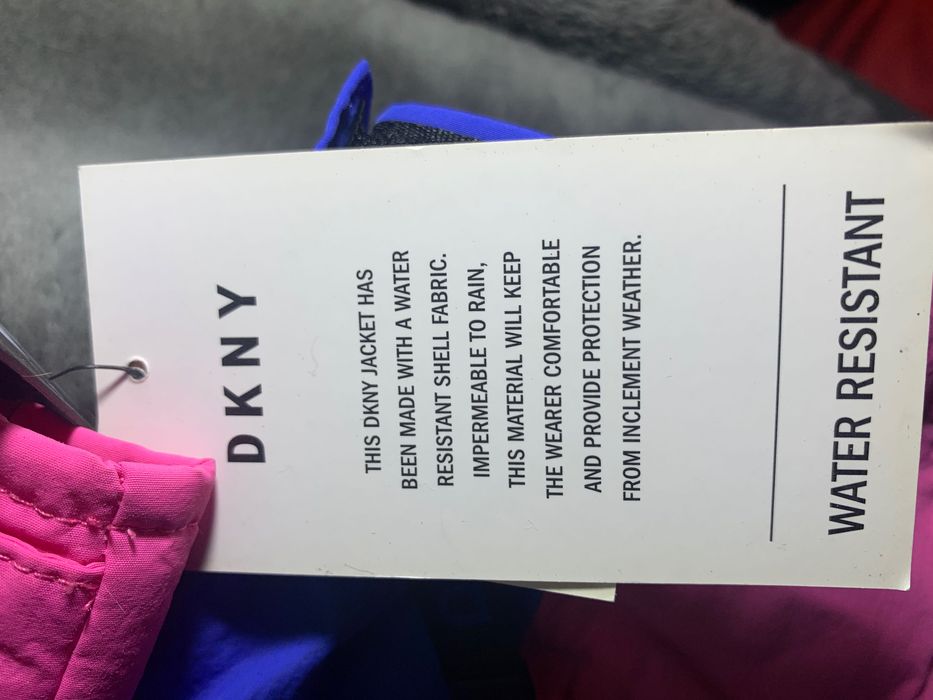 DKNY
THIS DKNY JACKET HAS
BEEN MADE WITH A WATER
RESISTANT SHELL FABRIC.
IMPERMEABLE TO RAIN,
THIS MATERIAL WILL KEEP
THE WEARER COMFORTABLE
AND PROVIDE PROTECTION
FROM INCLEMENT WEATHER.
WATER RESISTANT